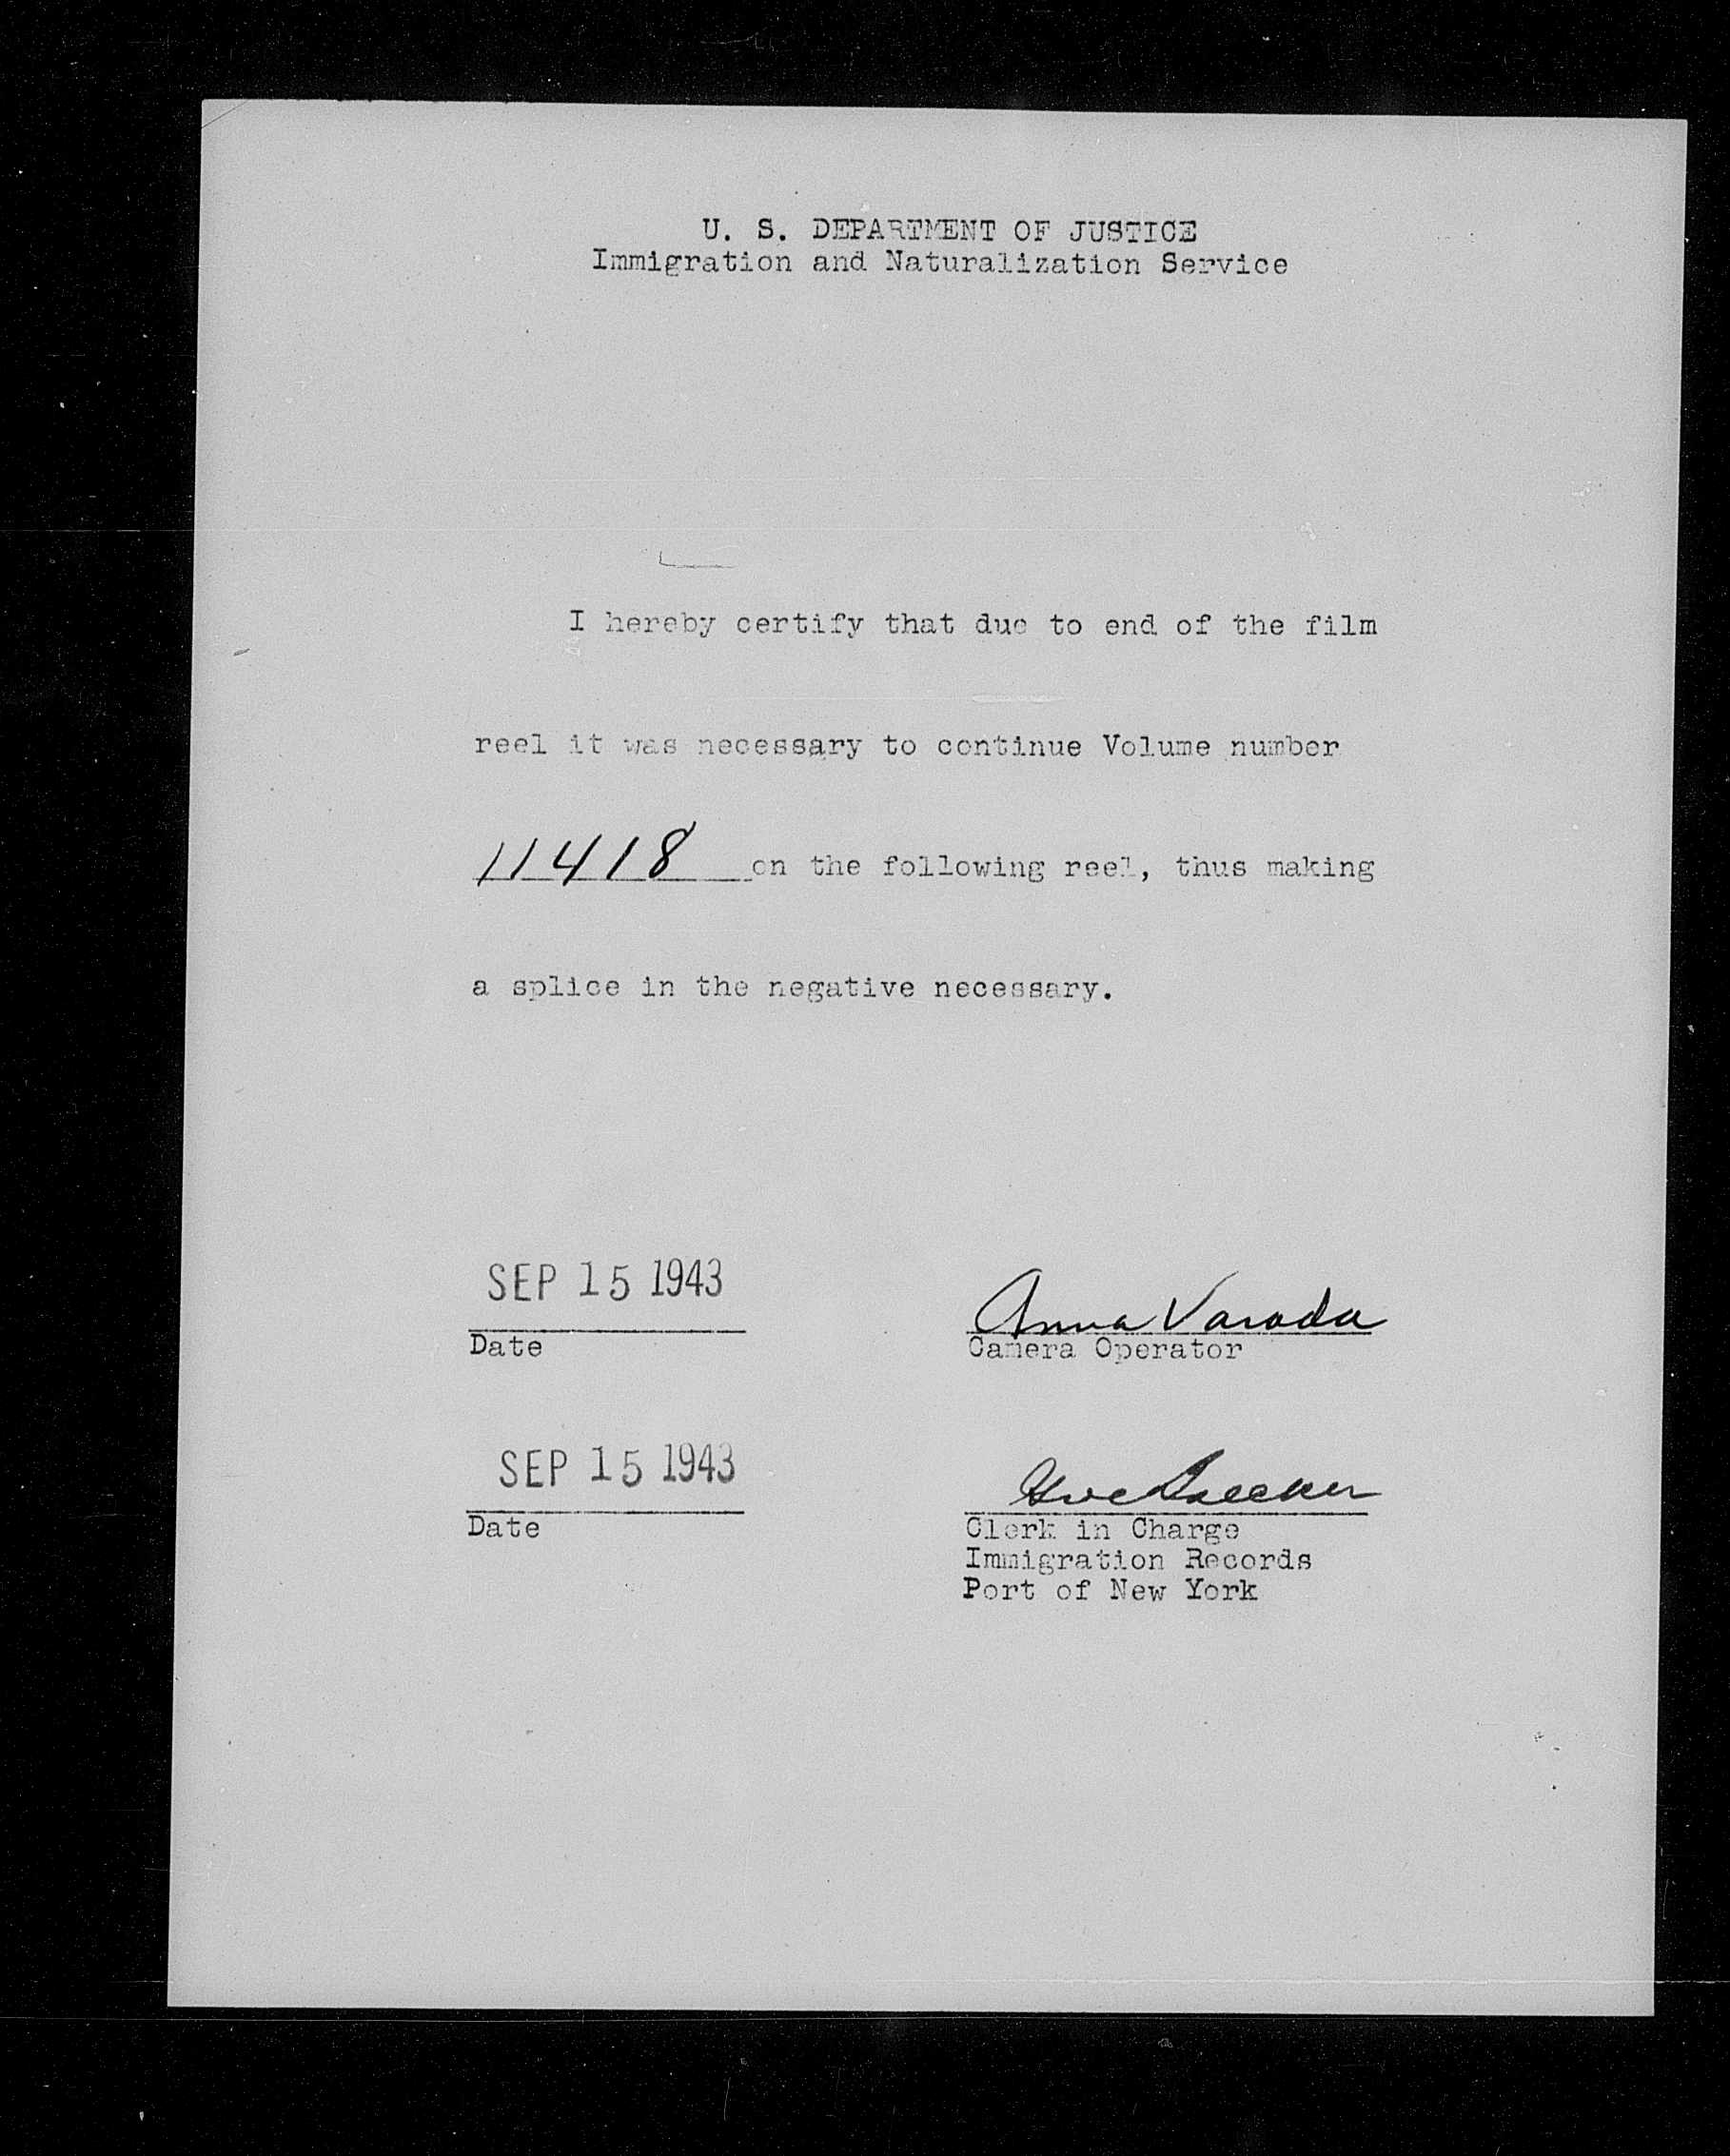 U. S. DEPARTMENT OF JUSTICE
Immigration and Naturalization Service
I hereby certify that due to end of the film
reel it was necessary to continue Volume number
11418 on the following reel, thus making
a splice in the negative necessary.
SEP 15 1943
Anna Varada
Date
Camera Operator
SEP 15 1943
Date
Clerk in Charge
Immigration Records
Port of New York